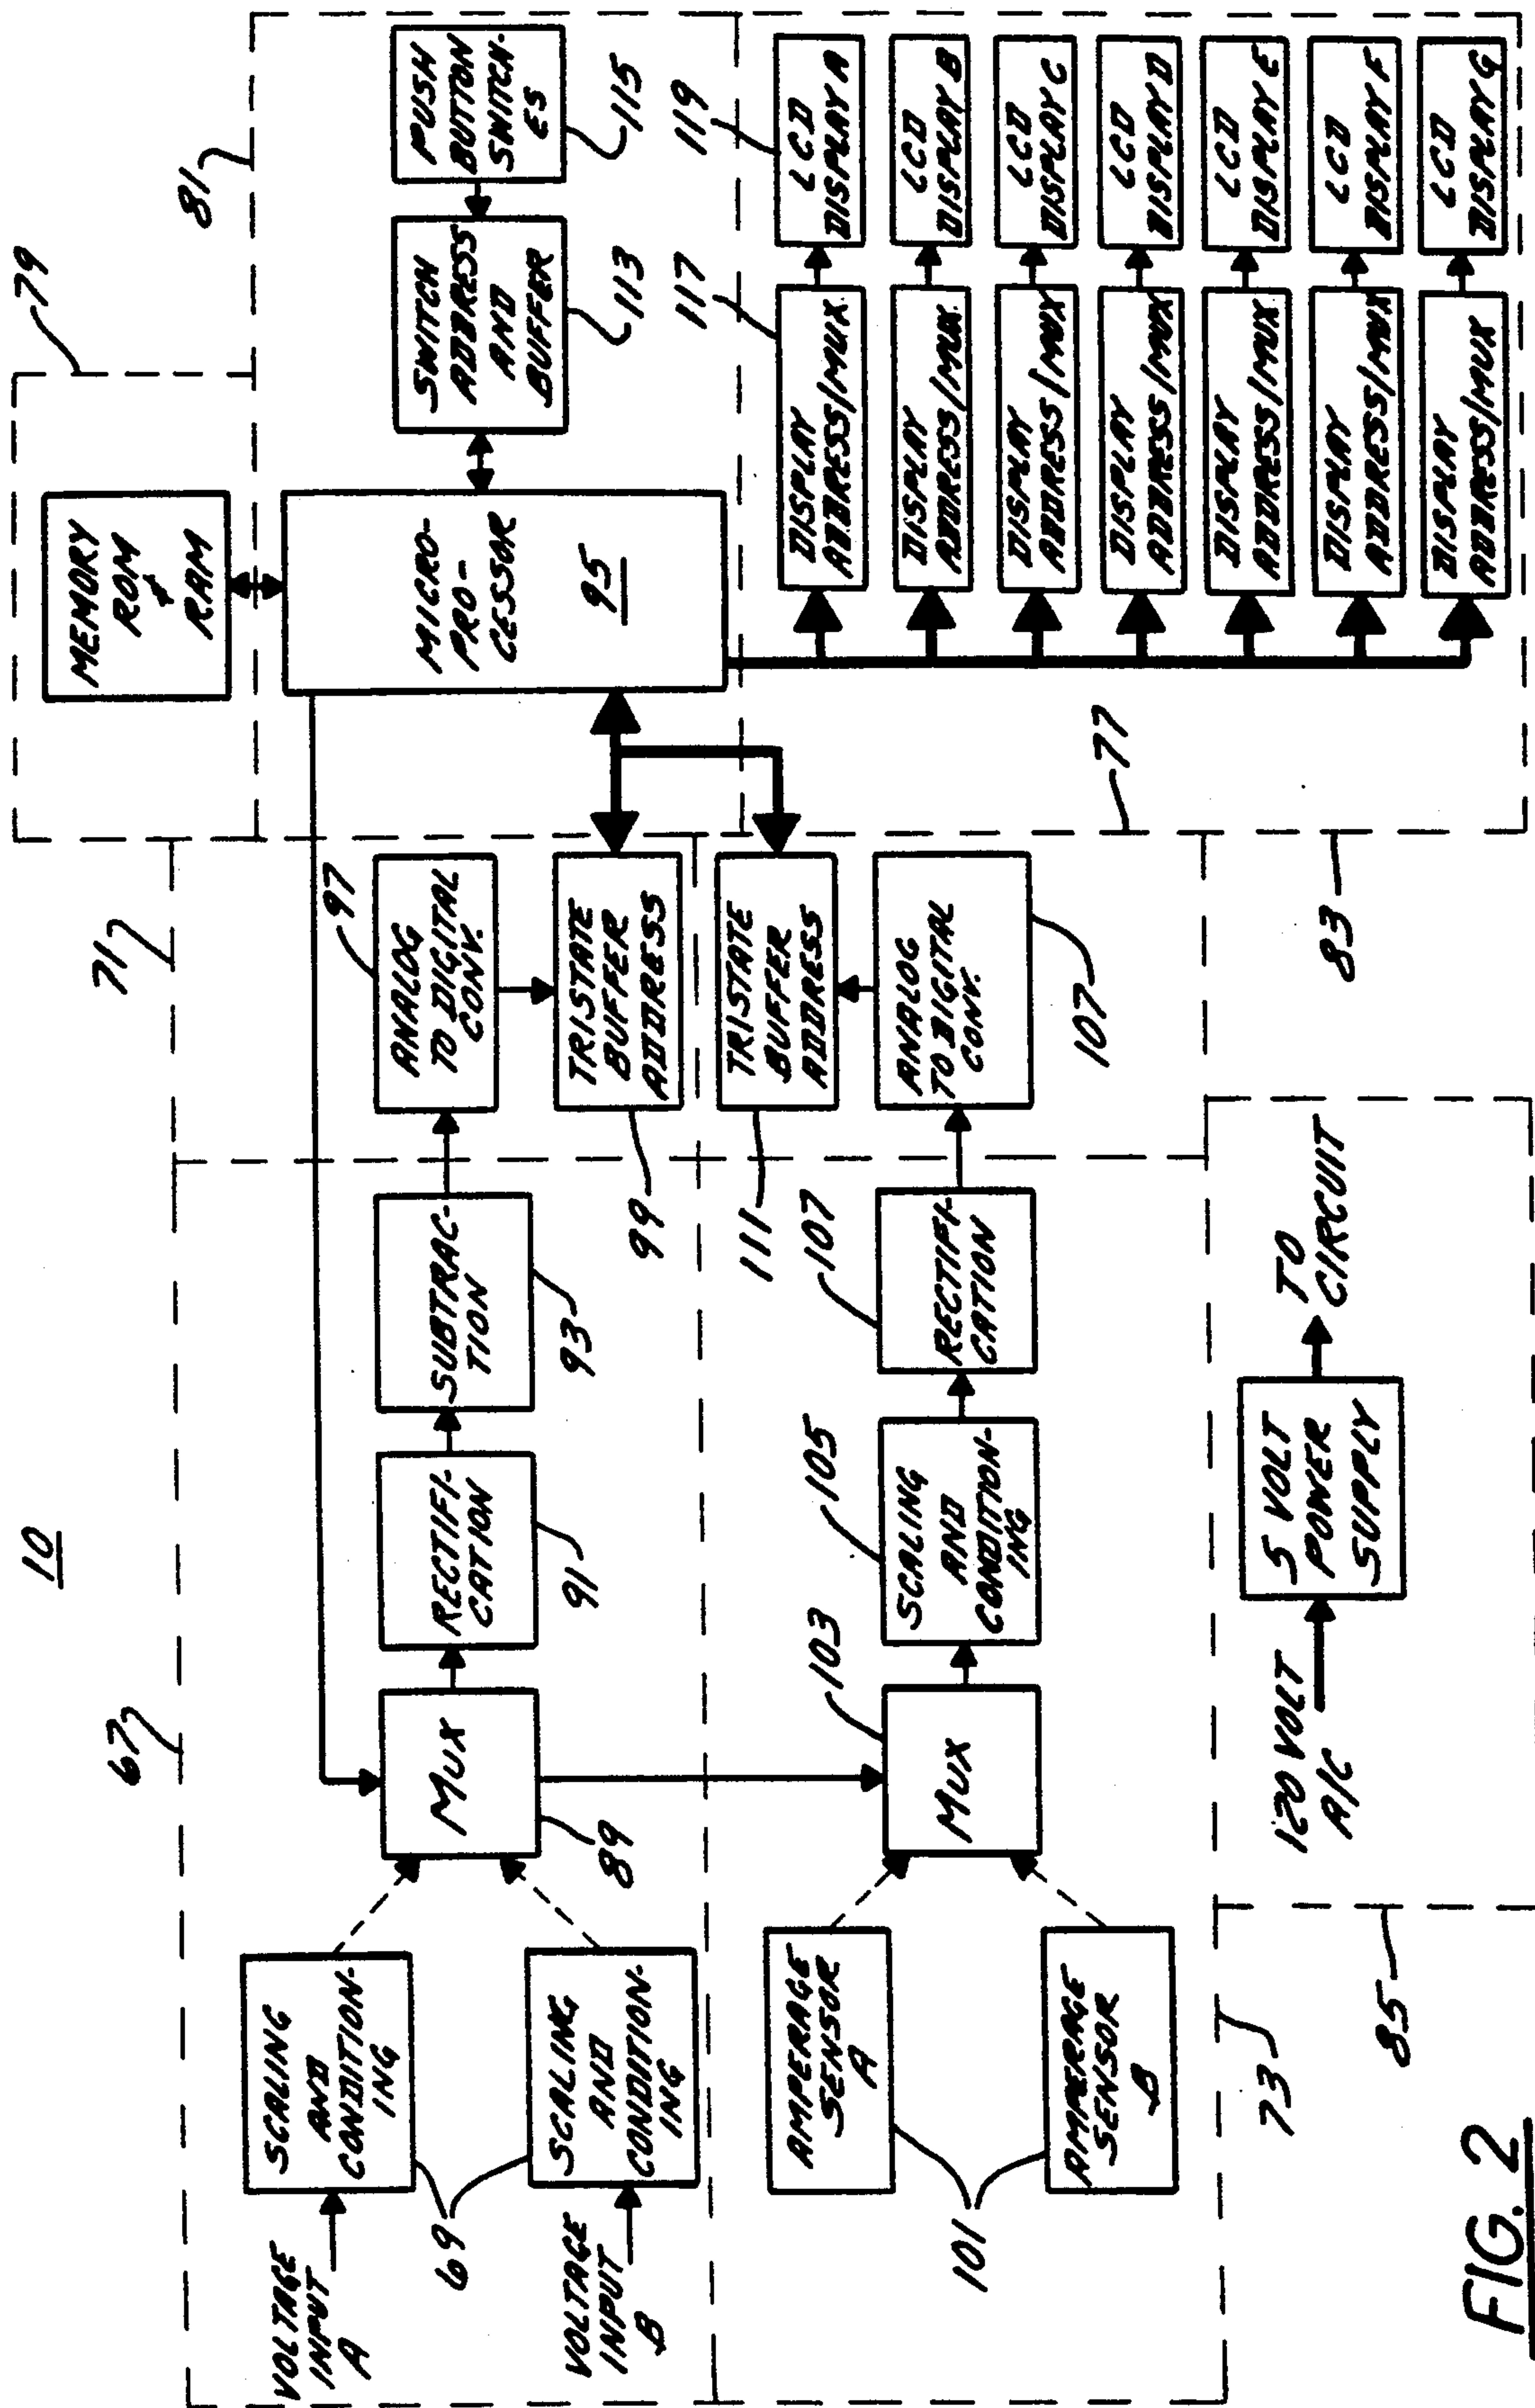 10
67
71
79
81
VOLTAGE
INPUT
A
SCALING
AND
CONDITION-
ING
69
VOLTAGE
INPUT
B
SCALING
AND
CONDITION-
ING
MUX
89
RECTIFI-
CATION
91
SUBTRAC-
TION
93
ANALOG
TO DIGITAL
CONV.
97
TRISTATE
BUFFER
ADDRESS
99
MEMORY
ROM
&
RAM
MICRO-
PRO-
CESSOR
95
SWITCH
ADDRESS
AND
BUFFER
113
PUSH
BUTTON
SWITCH-
ES
115
AMPERAGE
SENSOR
A
101
AMPERAGE
SENSOR
B
MUX
103
SCALING
AND
CONDITION-
ING
105
RECTIFI-
CATION
107
ANALOG
TO DIGITAL
CONV.
107
TRISTATE
BUFFER
ADDRESS
111
77
117
119
DISPLAY
ADDRESS/MUX
LCD
DISPLAY A
DISPLAY
ADDRESS/MUX
LCD
DISPLAY B
DISPLAY
ADDRESS/MUX
LCD
DISPLAY C
DISPLAY
ADDRESS/MUX
LCD
DISPLAY D
DISPLAY
ADDRESS/MUX
LCD
DISPLAY E
DISPLAY
ADDRESS/MUX
LCD
DISPLAY F
DISPLAY
ADDRESS/MUX
LCD
DISPLAY G
83
73
85
120 VOLT
A/C
5 VOLT
POWER
SUPPLY
TO
CIRCUIT
FIG. 2